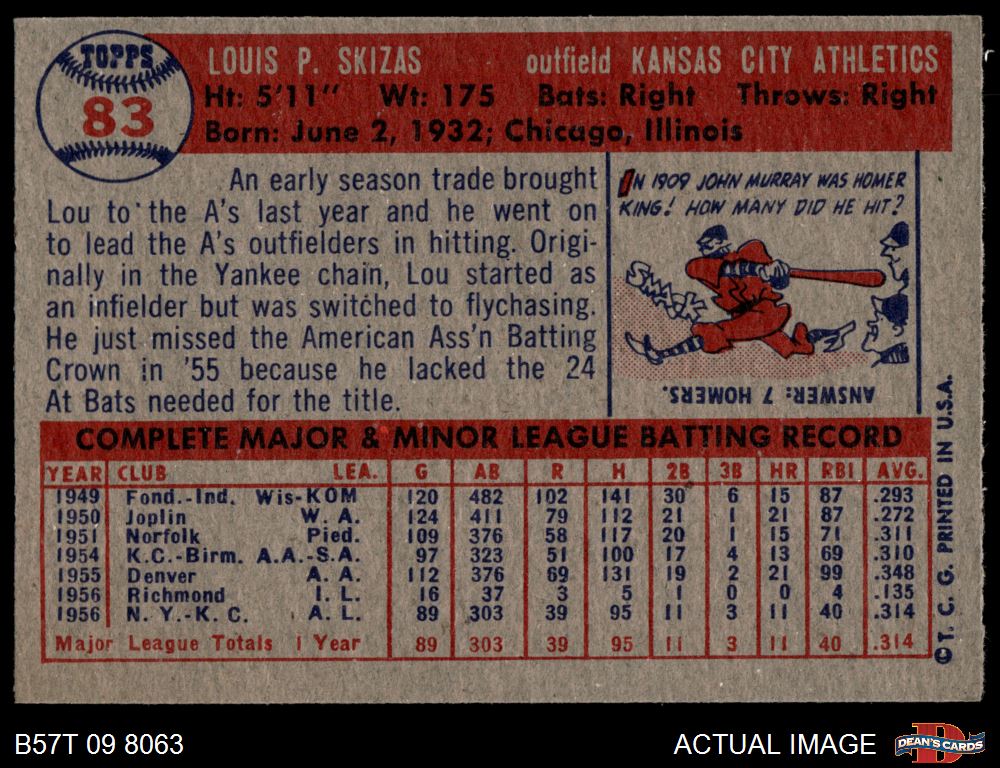 TOPPS
83
LOUIS P. SKIZAS outfield KANSAS CITY ATHLETICS
Ht: 5'11" Wt: 175 Bats: Right Throws: Right
Born: June 2, 1932; Chicago, Illinois
An early season trade brought
Lou to the A's last year and he went on
to lead the A's outfielders in hitting. Origi-
nally in the Yankee chain, Lou started as
an infielder but was switched to flychasing.
He just missed the American Ass'n Batting
Crown in '55 because he lacked the 24
At Bats needed for the title.
IN 1909 JOHN MURRAY WAS HOMER
KING! HOW MANY DID HE HIT?
SMACK
ANSWER: 7 HOMERS.
COMPLETE MAJOR & MINOR LEAGUE BATTING RECORD
YEAR CLUB LEA. G AB R H 2B 3B HR RBI AVG.
1949 Fond.-Ind. Wis-KOM 120 482 102 141 30 6 15 87 .293
1950 Joplin W. A. 124 411 79 112 21 1 21 87 .272
1951 Norfolk Pied. 109 376 58 117 20 1 15 71 .311
1954 K.C.-Birm. A.A.-S.A. 97 323 51 100 17 4 13 69 .310
1955 Denver A. A. 112 376 69 131 19 2 21 99 .348
1956 Richmond I. L. 16 37 3 5 1 0 0 4 .135
1956 N. Y.-K. C. A. L. 89 303 39 95 11 3 11 40 .314
Major League Totals 1 Year 89 303 39 95 11 3 11 40 .314
© T. C. G. PRINTED IN U.S.A.
B57T 09 8063
ACTUAL IMAGE
D
DEAN'S CARDS